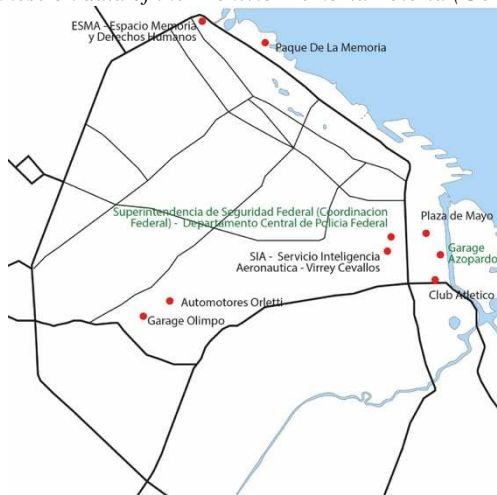 ESMA - Espacio Memoria
y Derechos Humanos
Paque De La Memoria
Superintendencia de Seguridad Federal (Coordinacion
Federal) - Departamento Central de Policia Federal
Plaza de Mayo
SIA - Servicio Inteligencia
Aeronautica - Virrey Cevallos
Garage
Azopardo
Club Atletico
Automotores Orletti
Garage Olimpo